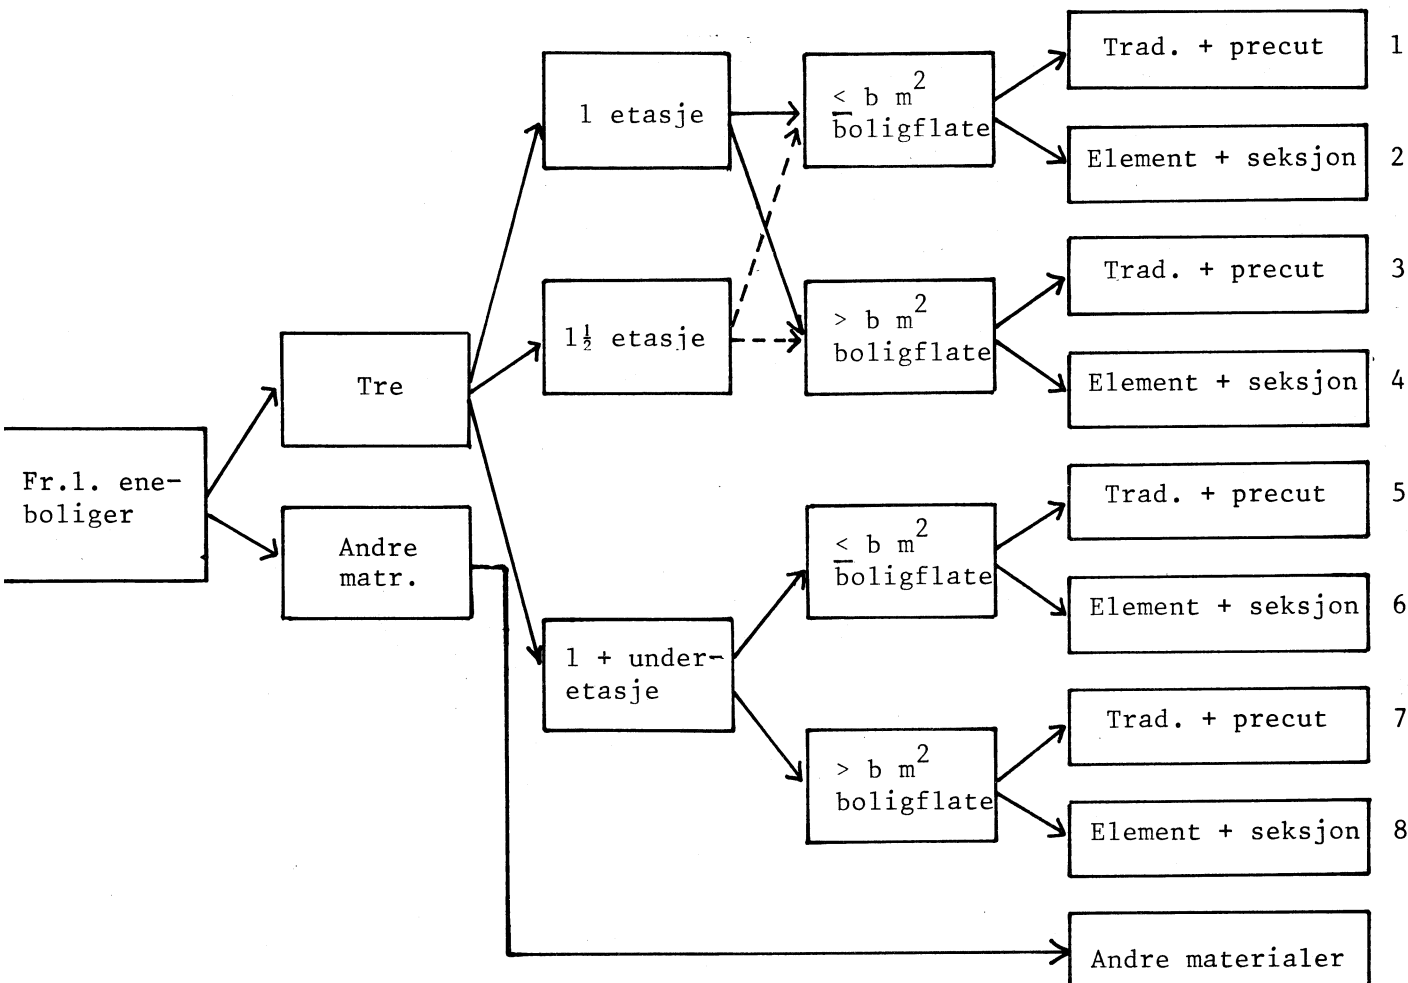 Fr.l. ene-
boliger
Tre
Andre
matr.
1 etasje
1½ etasje
1 + under-
etasje
≤ b m²
boligflate
> b m²
boligflate
≤ b m²
boligflate
> b m²
boligflate
Trad. + precut 1
Element + seksjon 2
Trad. + precut 3
Element + seksjon 4
Trad. + precut 5
Element + seksjon 6
Trad. + precut 7
Element + seksjon 8
Andre materialer